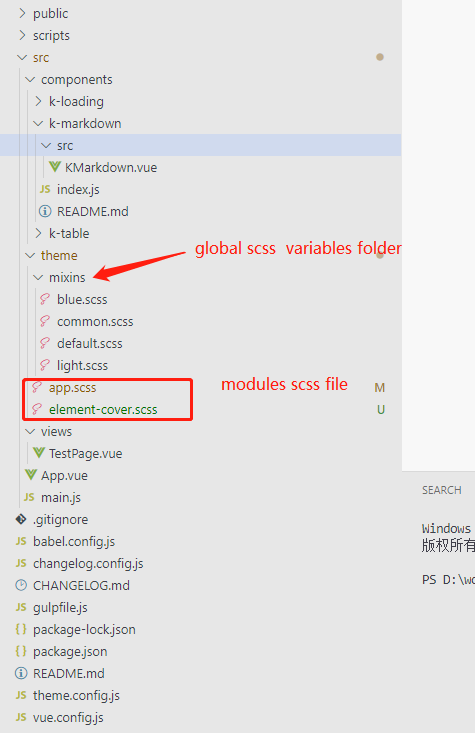 public
scripts
src
components
k-loading
k-markdown
src
KMarkdown.vue
JS index.js
README.md
k-table
theme
global scss variables folder
mixins
blue.scss
common.scss
default.scss
light.scss
app.scss M
modules scss file
element-cover.scss U
views
TestPage.vue
App.vue
JS main.js
.gitignore
JS babel.config.js
JS changelog.config.js
CHANGELOG.md
JS gulpfile.js
{ } package-lock.json
{ } package.json
README.md
JS theme.config.js
JS vue.config.js
SEARCH
Windows
版权所有
PS D:\wo